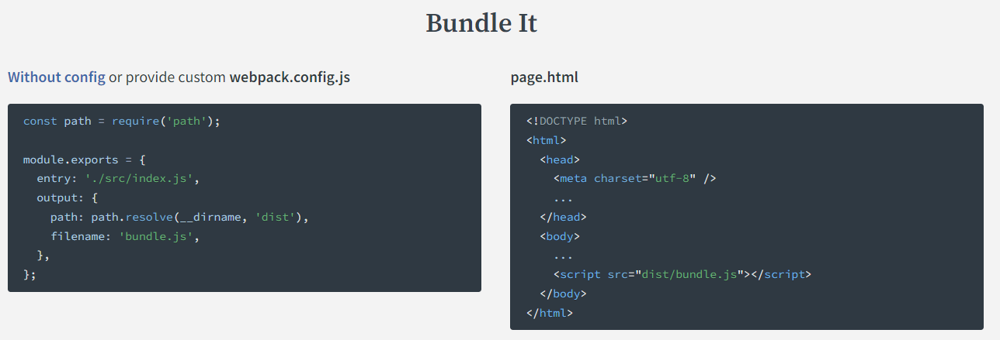 Bundle It
Without config or provide custom webpack.config.js
const path = require('path');
module.exports = {
  entry: './src/index.js',
  output: {
    path: path.resolve(__dirname, 'dist'),
    filename: 'bundle.js',
  },
};
page.html
<!DOCTYPE html>
<html>
  <head>
    <meta charset="utf-8" />
    ...
  </head>
  <body>
    ...
    <script src="dist/bundle.js"></script>
  </body>
</html>